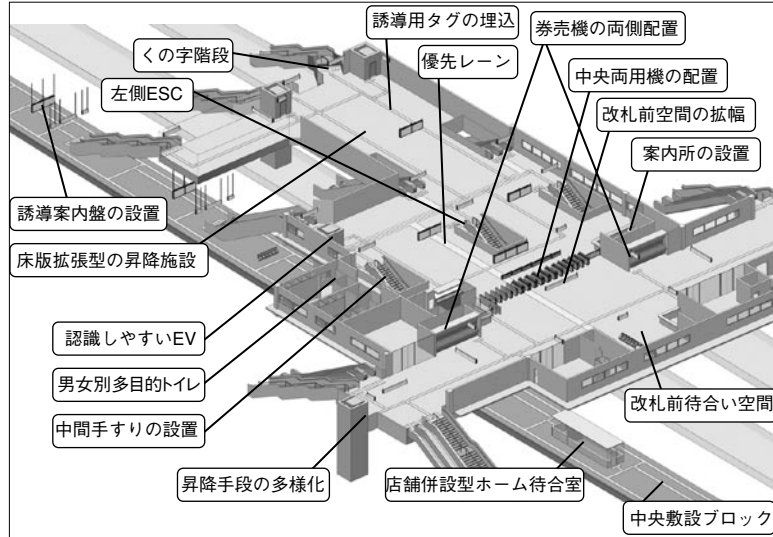 誘導用タグの埋込
券売機の両側配置
くの字階段
優先レーン
中央両用機の配置
左側ESC
改札前空間の拡幅
案内所の設置
誘導案内盤の設置
床版拡張型の昇降施設
認識しやすいEV
男女別多目的トイレ
改札前待合い空間
中間手すりの設置
昇降手段の多様化
店舗併設型ホーム待合室
中央敷設ブロック